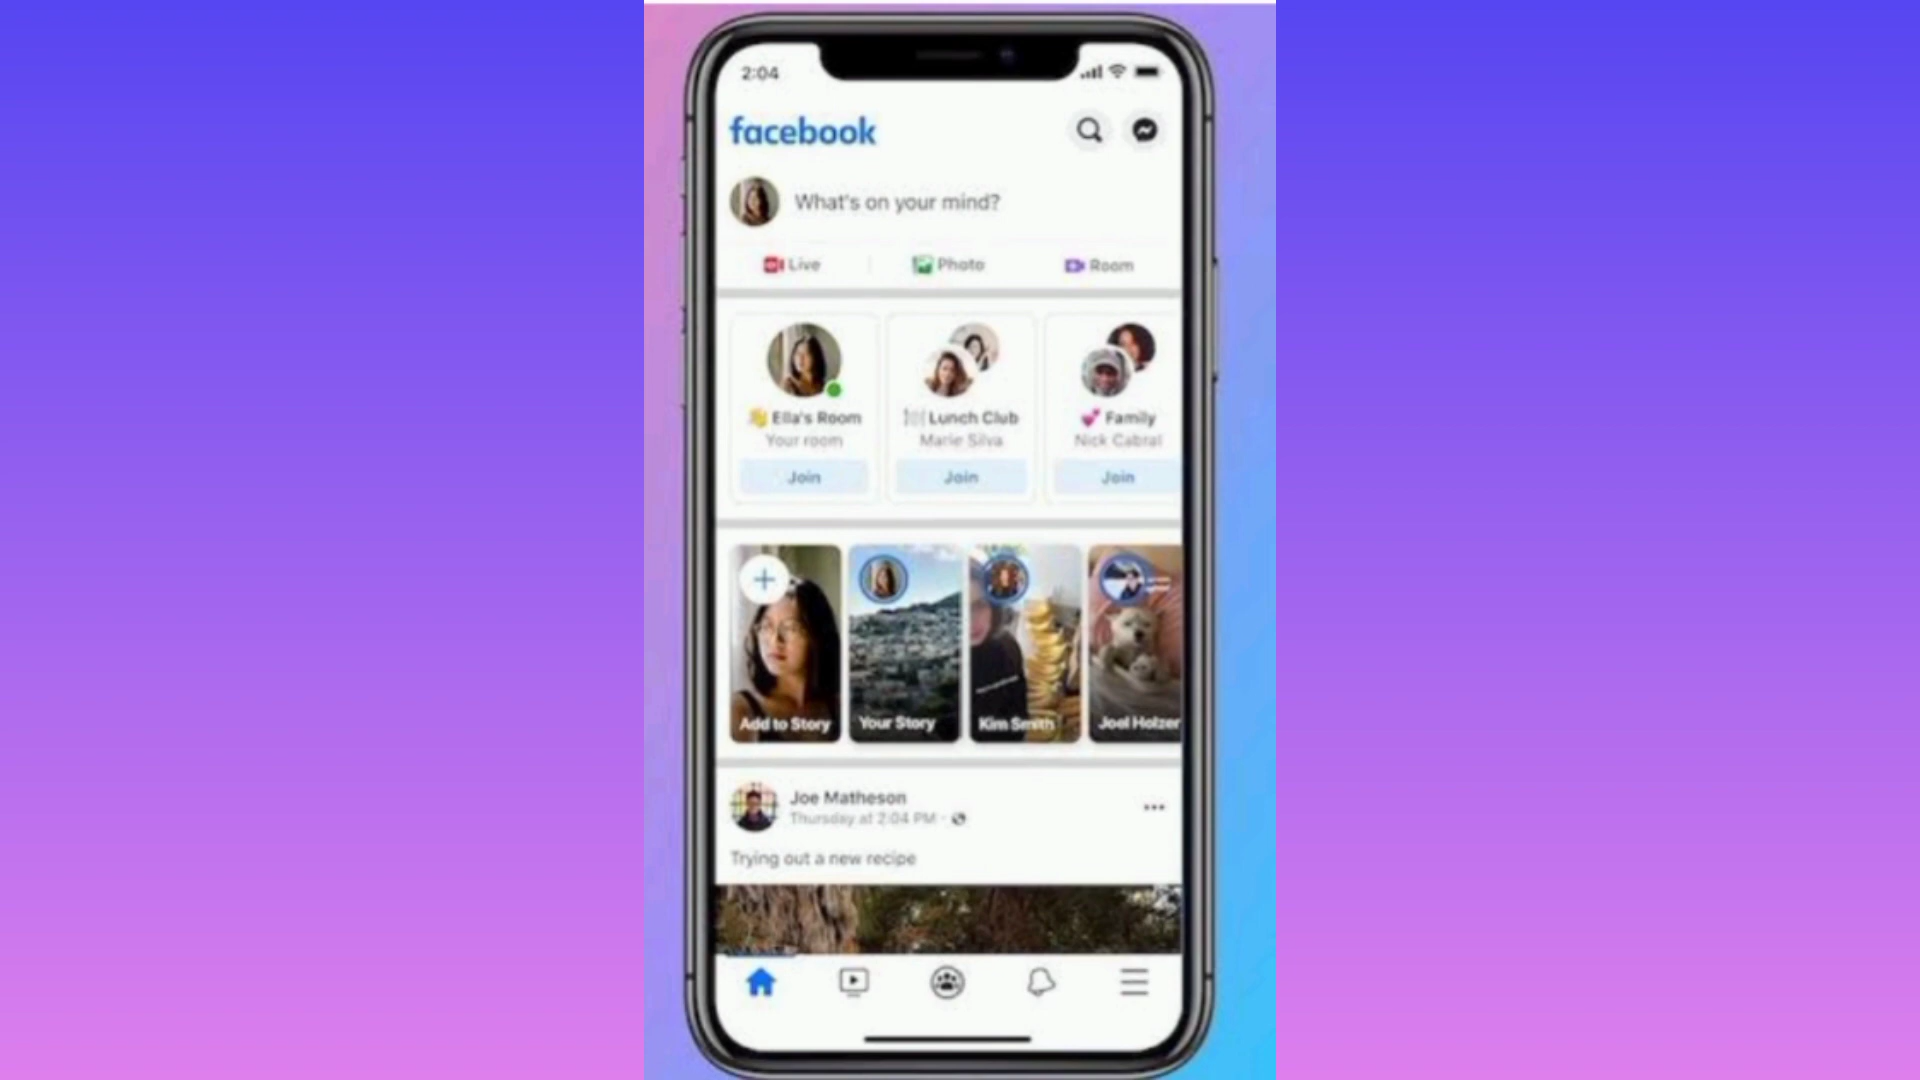 2:04
facebook
What's on your mind?
Live
Photo
Room
Ella's Room
Lunch Club
Family
Your room
Marie Silva
Nick Cabral
Join
Join
Join
Add to Story
Your Story
Kim Smith
Joel Holzer
Joe Matheson
Thursday at 2:04 PM ·
Trying out a new recipe